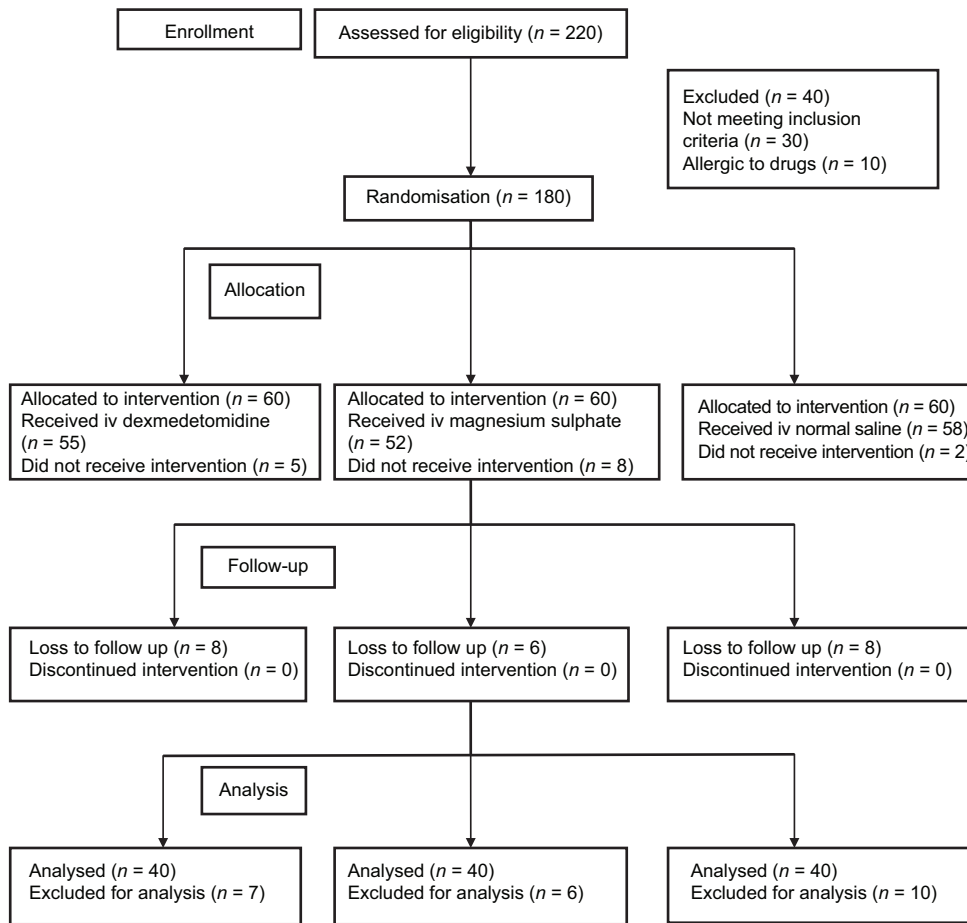 Enrollment
Assessed for eligibility (n = 220)
Excluded (n = 40)
Not meeting inclusion
criteria (n = 30)
Allergic to drugs (n = 10)
Randomisation (n = 180)
Allocation
Allocated to intervention (n = 60)
Received iv dexmedetomidine
(n = 55)
Did not receive intervention (n = 5)
Allocated to intervention (n = 60)
Received iv magnesium sulphate
(n = 52)
Did not receive intervention (n = 8)
Allocated to intervention (n = 60)
Received iv normal saline = 58)
Did not receive intervention (n = 2)
Follow-up
Loss to follow up (n = 8)
Discontinued intervention (n = 0)
Loss to follow up (n = 6)
Discontinued intervention (n = 0)
Loss to follow up (n = 8)
Discontinued intervention (n = 0)
Analysis
Analysed (n = 40)
Excluded for analysis (n = 7)
Analysed (n = 40)
Excluded for analysis (n = 6)
Analysed (n = 40)
Excluded for analysis (n = 10)